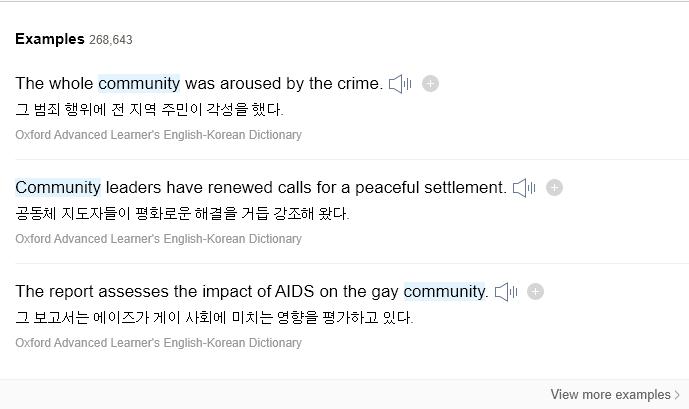 Examples 268,643
The whole community was aroused by the crime.
그 범죄 행위에 전 지역 주민이 각성을 했다.
Oxford Advanced Learner's English-Korean Dictionary
Community leaders have renewed calls for a peaceful settlement.
공동체 지도자들이 평화로운 해결을 거듭 강조해 왔다.
Oxford Advanced Learner's English-Korean Dictionary
The report assesses the impact of AIDS on the gay community.
그 보고서는 에이즈가 게이 사회에 미치는 영향을 평가하고 있다.
Oxford Advanced Learner's English-Korean Dictionary
View more examples